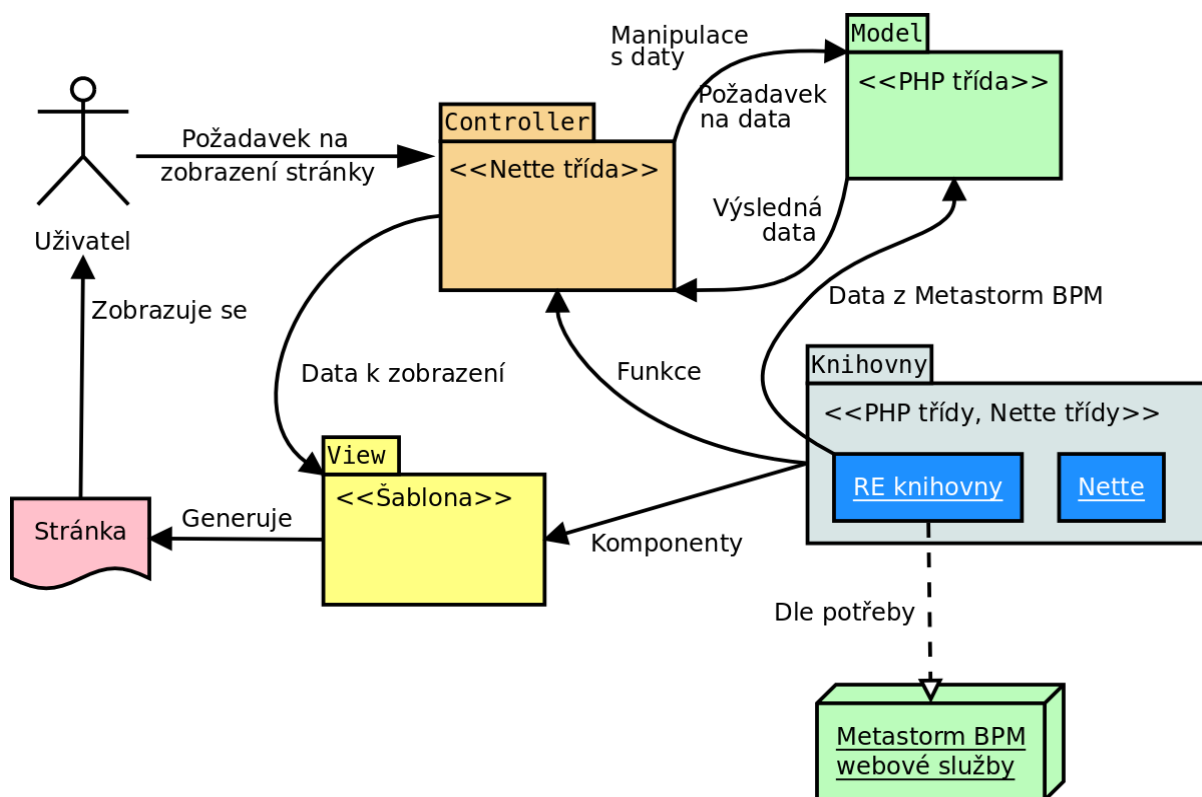 Manipulace
s daty
Model
<<PHP třída>>
Požadavek
na data
Controller
<<Nette třída>>
Požadavek na
zobrazení stránky
Uživatel
Výsledná
data
Zobrazuje se
Data z Metastorm BPM
Data k zobrazení
Funkce
Knihovny
<<PHP třídy, Nette třídy>>
View
<<Šablona>>
RE knihovny
Nette
Stránka
Generuje
Komponenty
Dle potřeby
Metastorm BPM
webové služby